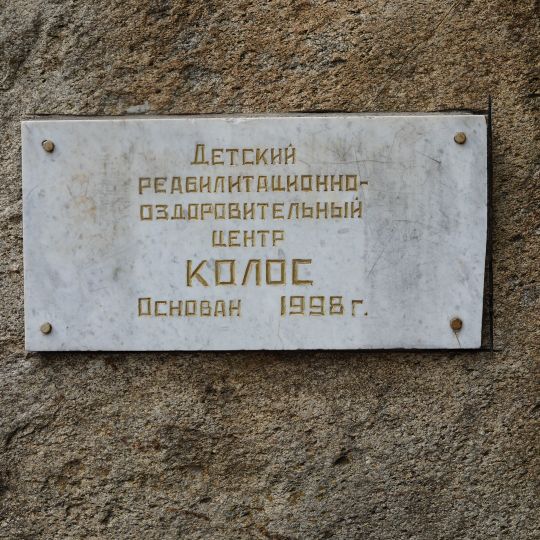 Детский
реабилитационно-
оздоровительный
центр
КОЛОС
Основан 1998 г.